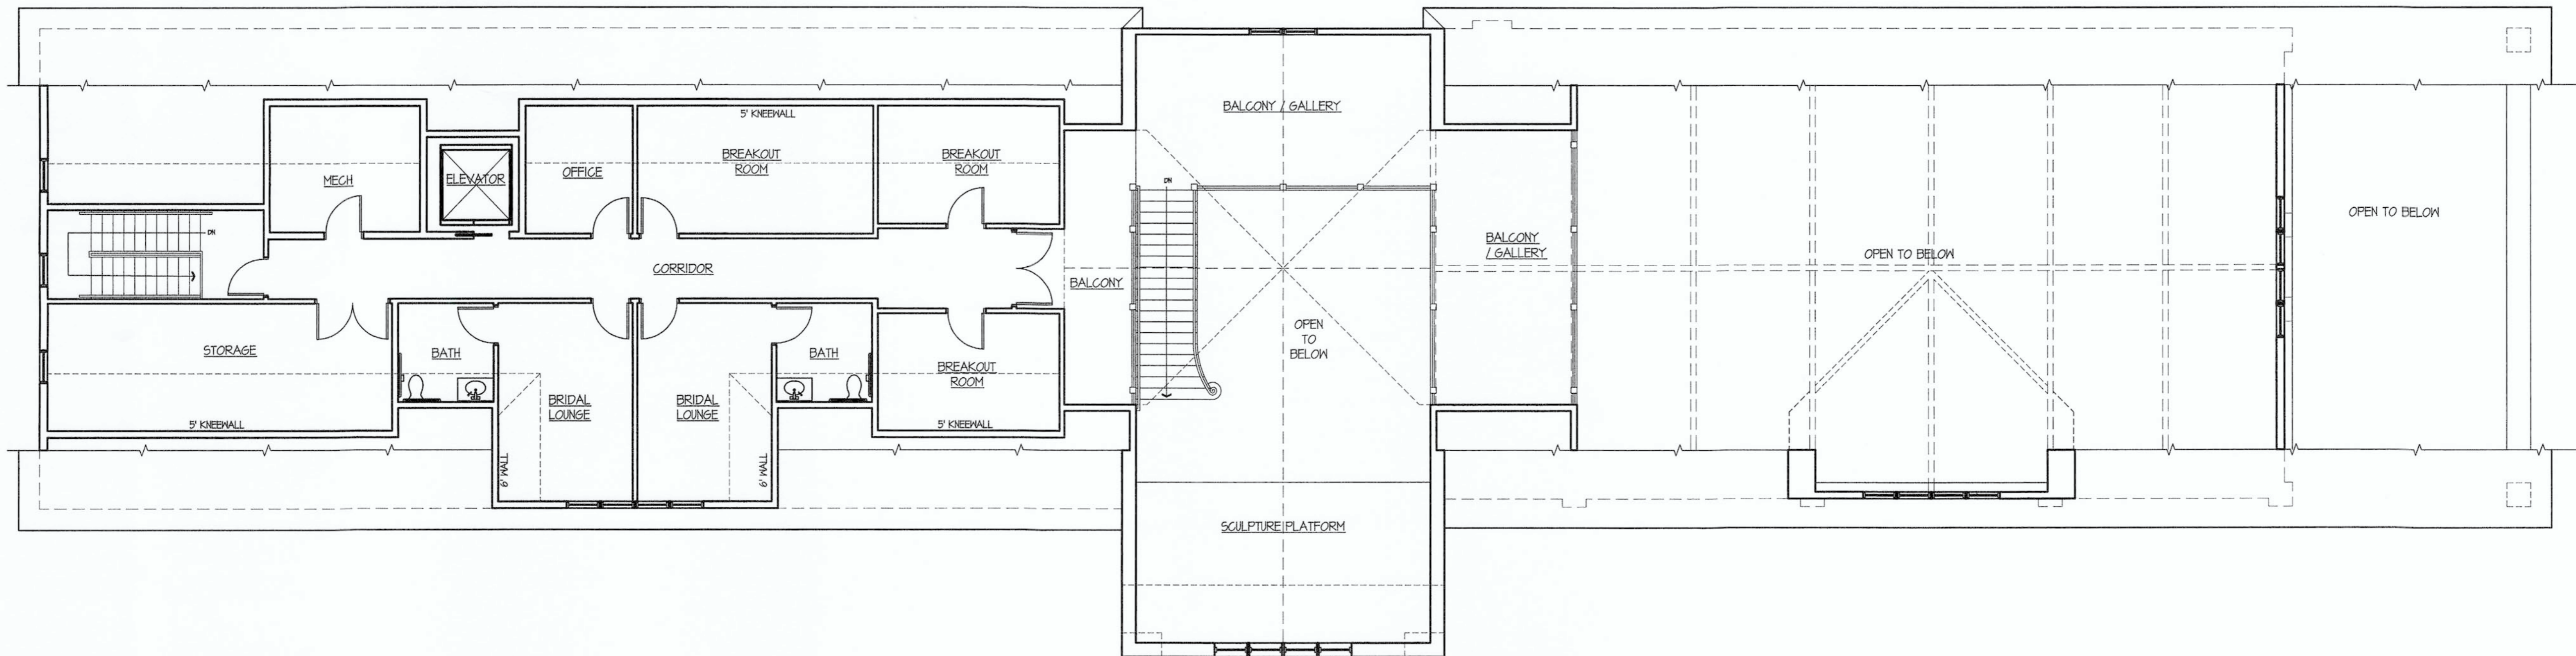 BALCONY / GALLERY
5' KNEEWALL
BREAKOUT
ROOM
BREAKOUT
ROOM
OFFICE
ELEVATOR
MECH
DN
DN
OPEN TO BELOW
BALCONY
/ GALLERY
OPEN TO BELOW
CORRIDOR
BALCONY
OPEN
TO
BELOW
STORAGE
BATH
BATH
BREAKOUT
ROOM
BRIDAL
LOUNGE
BRIDAL
LOUNGE
5' KNEEWALL
5' KNEEWALL
6' WALL
6' WALL
SCULPTURE PLATFORM